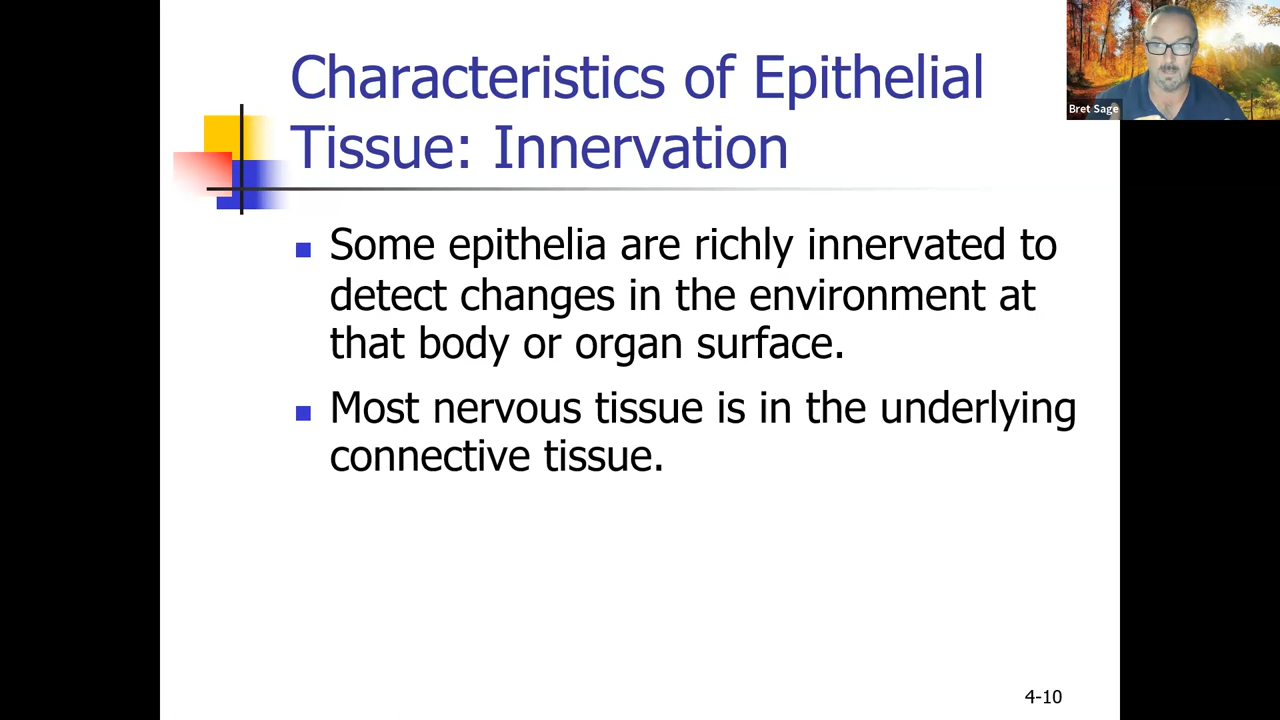 Characteristics of Epithelial
Tissue: Innervation
Bret Sage
Some epithelia are richly innervated to
detect changes in the environment at
that body or organ surface.
Most nervous tissue is in the underlying
connective tissue.
4-10